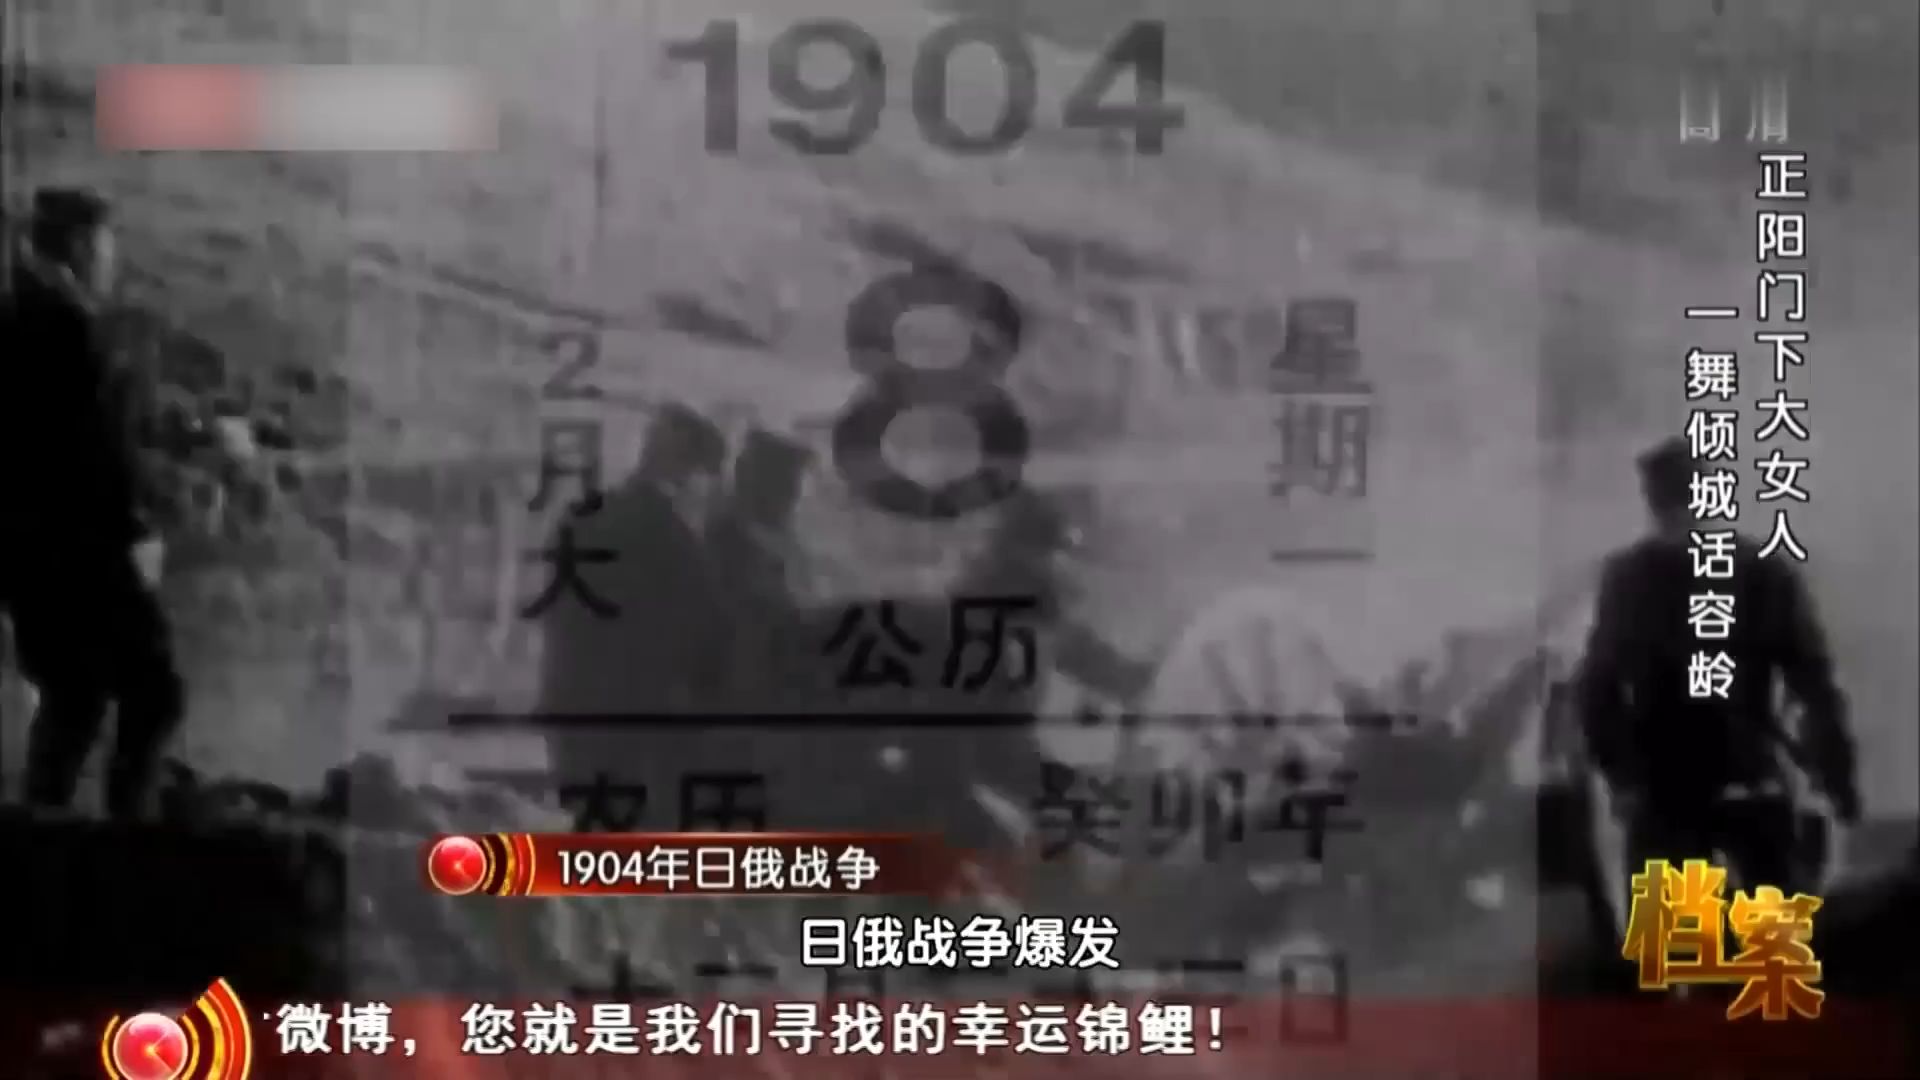 1904
8
2月大
星期一
公历
农历
癸卯年
正阳门下大女人
一舞倾城话容龄
1904年日俄战争
日俄战争爆发
档案
微博，您就是我们寻找的幸运锦鲤！